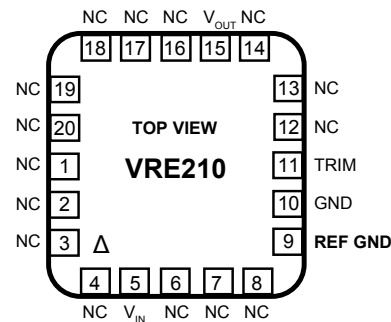 NC NC NC VOUT NC
18 17 16 15 14
NC 19 13 NC
NC 20 TOP VIEW 12 NC
NC 1 VRE210 11 TRIM
NC 2 10 GND
NC 3 Δ 9 REF GND
4 5 6 7 8
NC VIN NC NC NC